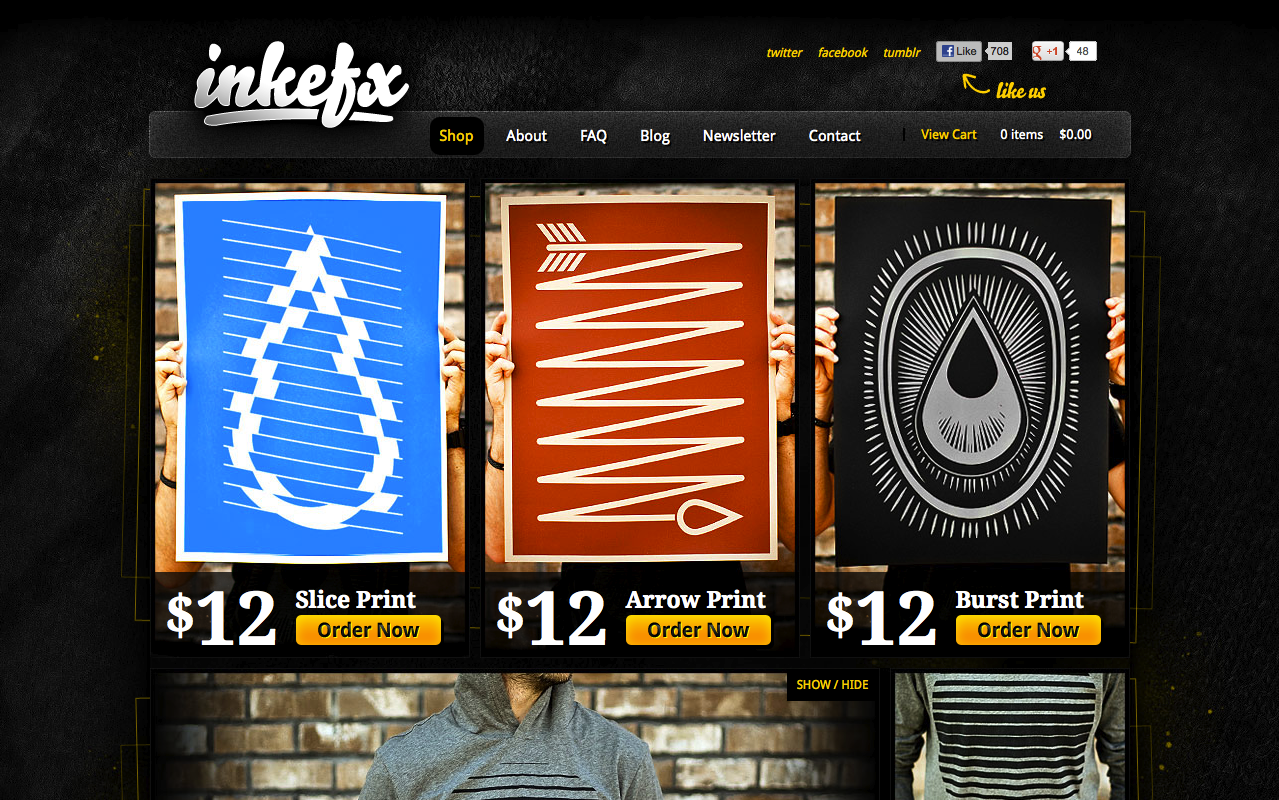 inkefx
twitter facebook tumblr Like 708 g +1 48
like us
Shop About FAQ Blog Newsletter Contact View Cart 0 items $0.00
$12 Slice Print
Order Now
$12 Arrow Print
Order Now
$12 Burst Print
Order Now
SHOW / HIDE